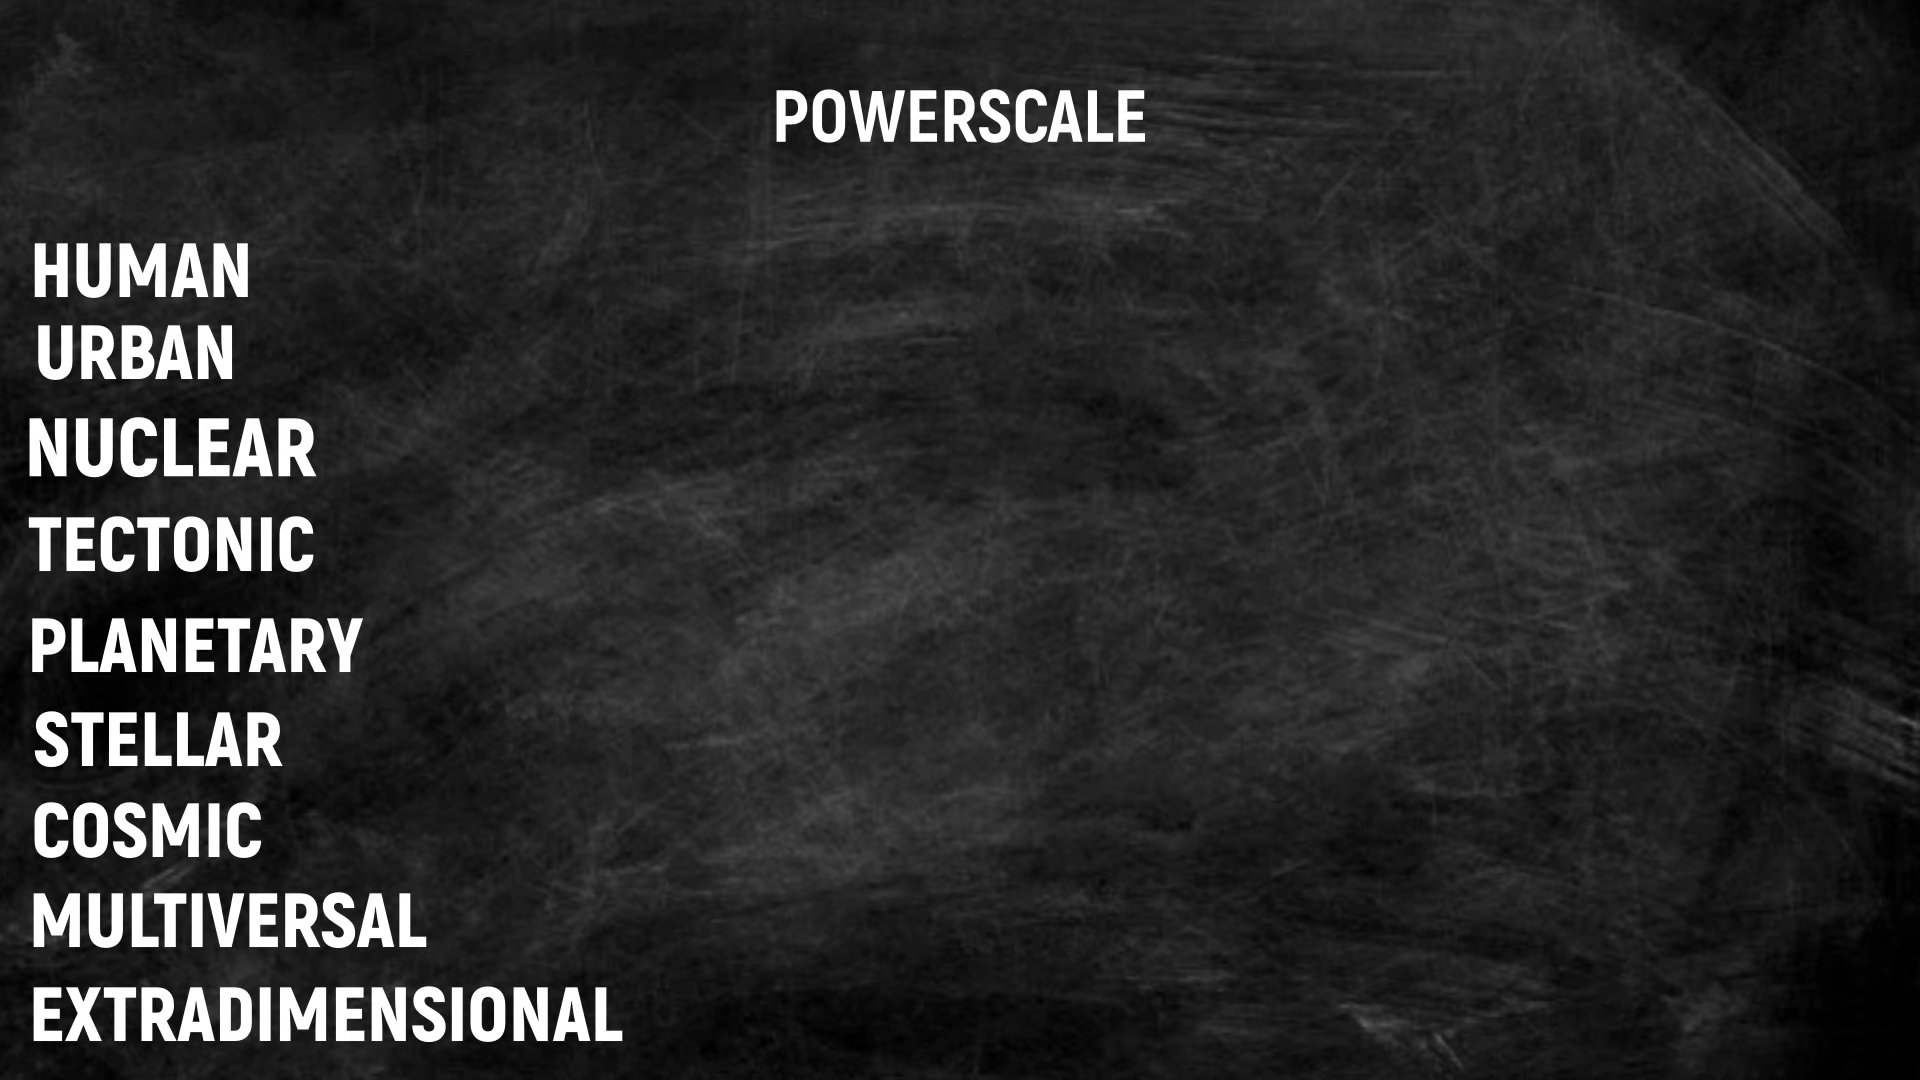 POWERSCALE
HUMAN
URBAN
NUCLEAR
TECTONIC
PLANETARY
STELLAR
COSMIC
MULTIVERSAL
EXTRADIMENSIONAL